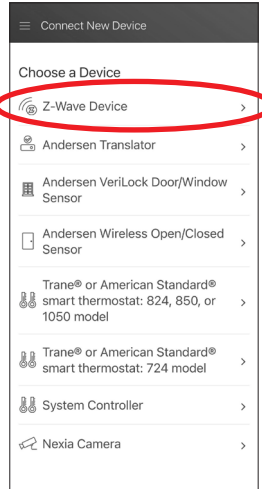 Connect New Device
Choose a Device
Z-Wave Device
Andersen Translator
Andersen VeriLock Door/Window
Sensor
Andersen Wireless Open/Closed
Sensor
Trane® or American Standard®
smart thermostat: 824, 850, or
1050 model
Trane® or American Standard®
smart thermostat: 724 model
System Controller
Nexia Camera